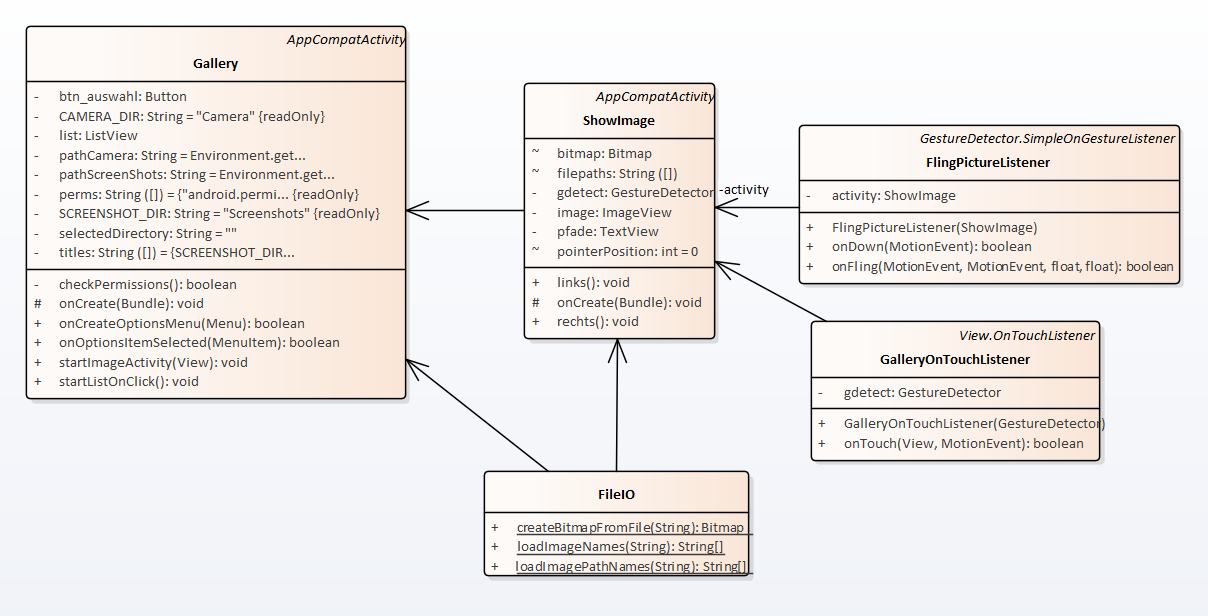 AppCompatActivity
Gallery
- btn_auswahl: Button
- CAMERA_DIR: String = "Camera" {readOnly}
- list: ListView
- pathCamera: String = Environment.get...
- pathScreenShots: String = Environment.get...
- perms: String ([]) = {"android.permi... {readOnly}
- SCREENSHOT_DIR: String = "Screenshots" {readOnly}
- selectedDirectory: String = ""
- titles: String ([]) = {SCREENSHOT_DIR...
- checkPermissions(): boolean
# onCreate(Bundle): void
+ onCreateOptionsMenu(Menu): boolean
+ onOptionsItemSelected(MenuItem): boolean
+ startImageActivity(View): void
+ startListOnClick(): void
AppCompatActivity
ShowImage
~ bitmap: Bitmap
~ filepaths: String ([])
- gdetect: GestureDetector
- image: ImageView
- pfade: TextView
~ pointerPosition: int = 0
+ links(): void
# onCreate(Bundle): void
+ rechts(): void
-activity
GestureDetector.SimpleOnGestureListener
FlingPictureListener
- activity: ShowImage
+ FlingPictureListener(ShowImage)
+ onDown(MotionEvent): boolean
+ onFling(MotionEvent, MotionEvent, float, float): boolean
View.OnTouchListener
GalleryOnTouchListener
- gdetect: GestureDetector
+ GalleryOnTouchListener(GestureDetector)
+ onTouch(View, MotionEvent): boolean
FileIO
+ createBitmapFromFile(String): Bitmap
+ loadImageNames(String): String[]
+ loadImagePathNames(String): String[]